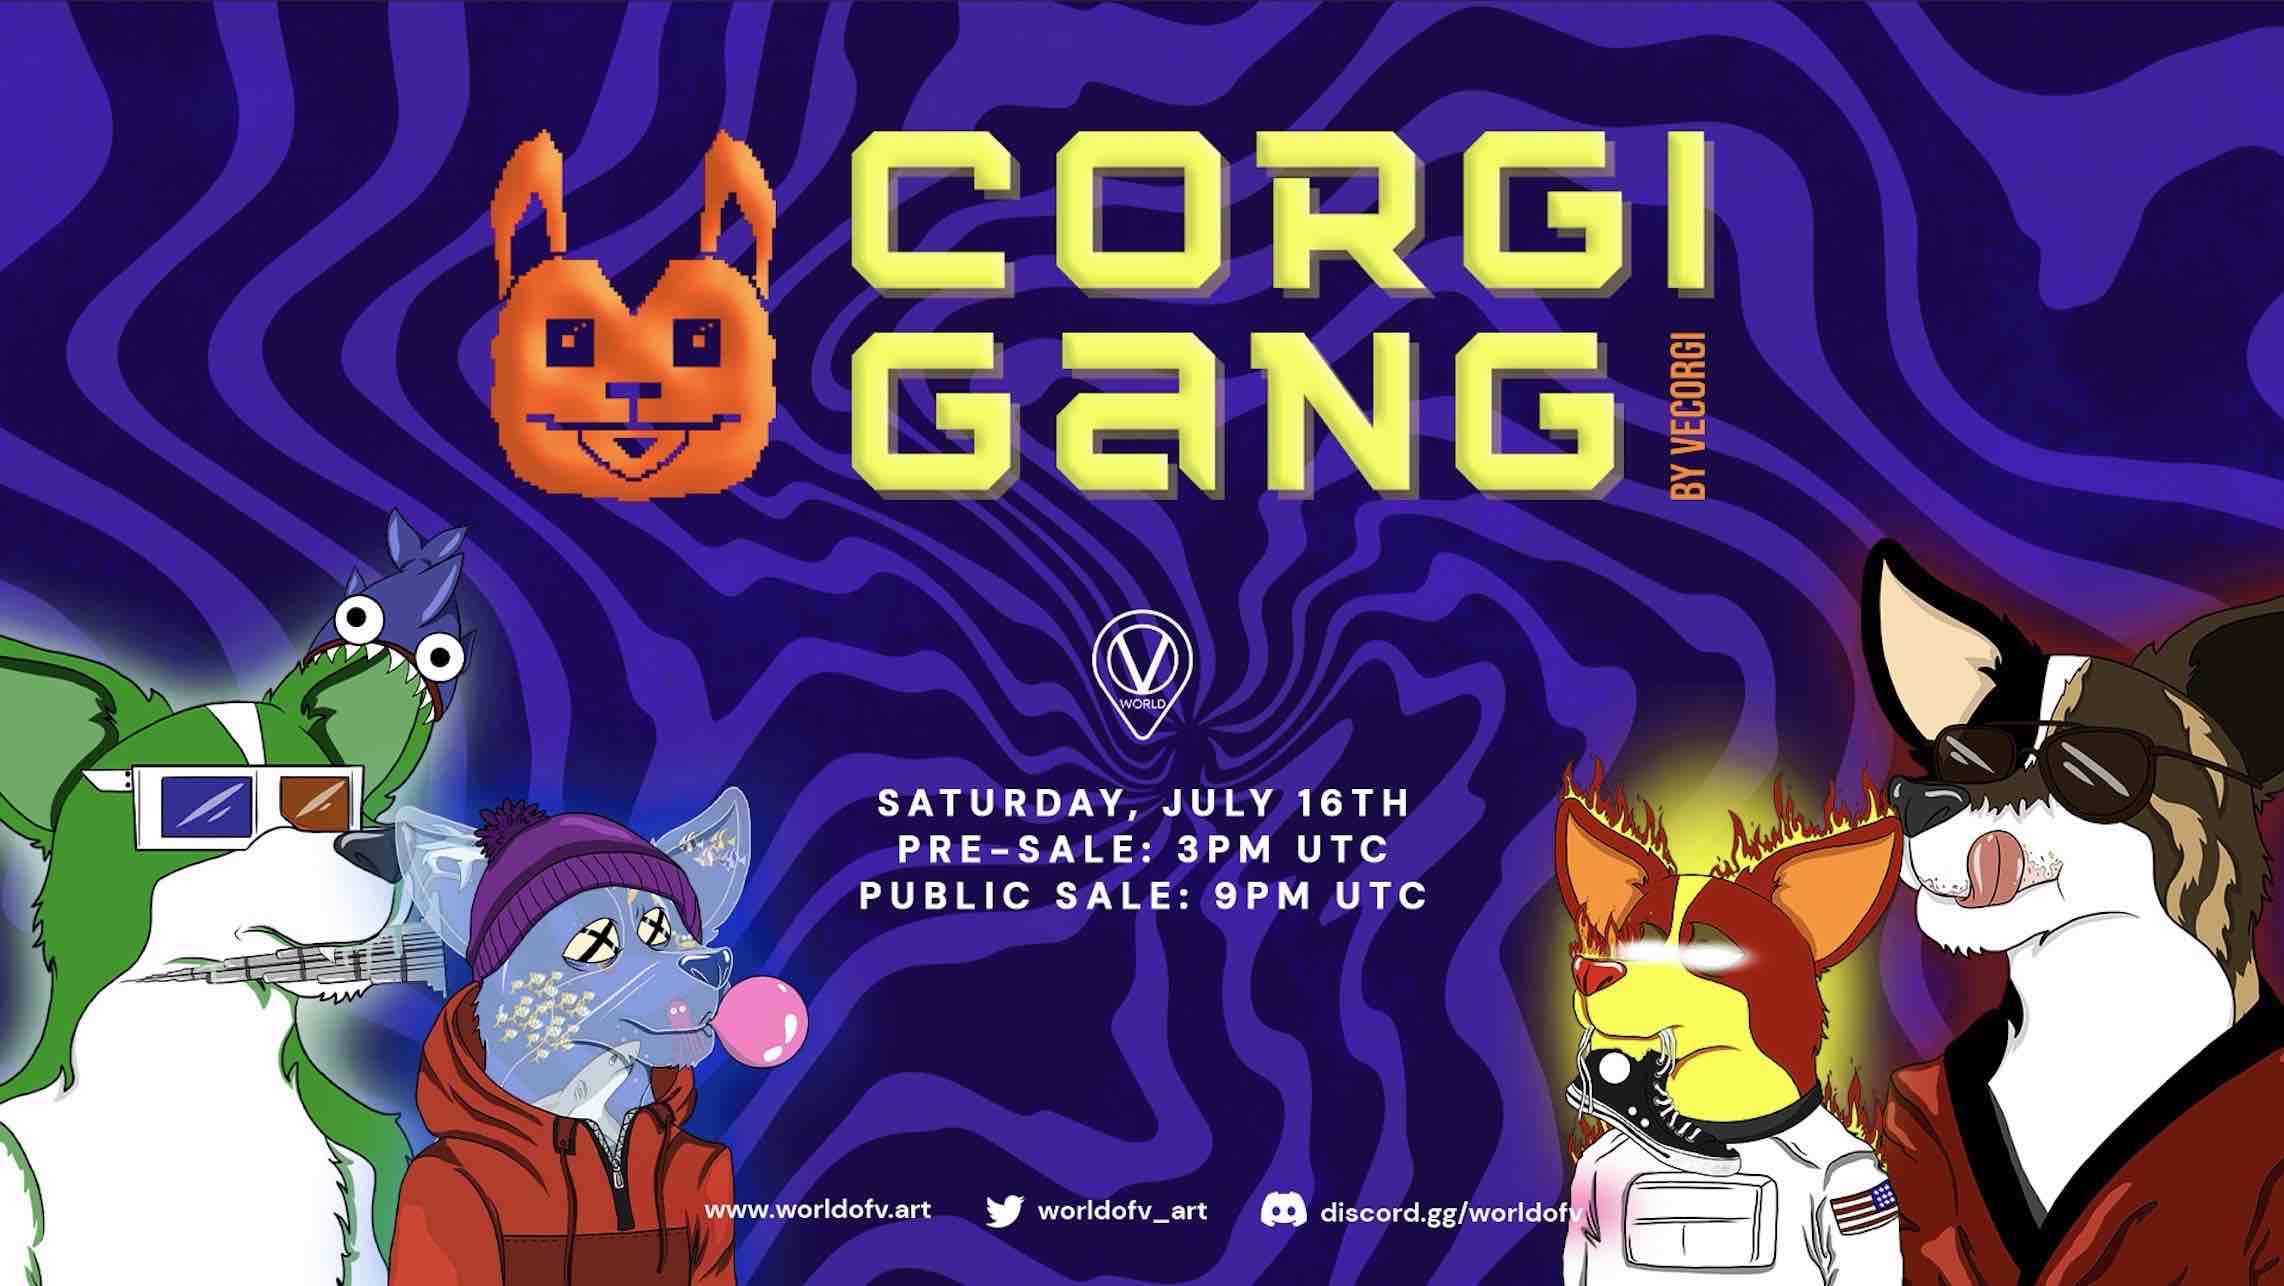 CORGI
GANG
BY VECORGI
V
WORLD
SATURDAY, JULY 16TH
PRE-SALE: 3PM UTC
PUBLIC SALE: 9PM UTC
www.worldofv.art worldofv_art discord.gg/worldofv